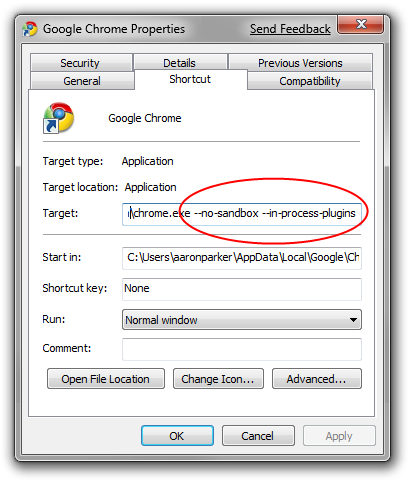 Google Chrome Properties Send Feedback
Security Details Previous Versions
General Shortcut Compatibility
Google Chrome
Target type: Application
Target location: Application
Target: \chrome.exe --no-sandbox --in-process-plugins
Start in: C:\Users\aaronparker\AppData\Local\Google\Ch
Shortcut key: None
Run: Normal window
Comment:
Open File Location Change Icon... Advanced...
OK Cancel Apply